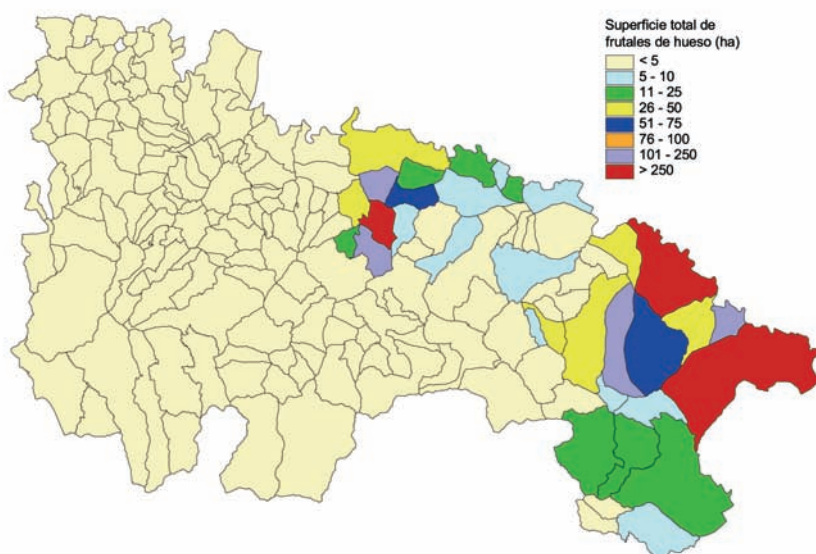 Superficie total de
frutales de hueso (ha)
< 5
5 - 10
11 - 25
26 - 50
51 - 75
76 - 100
101 - 250
> 250